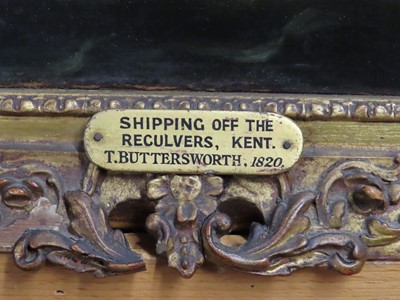 SHIPPING OFF THE
RECULVERS, KENT.
T. BUTTERSWORTH, 1820.